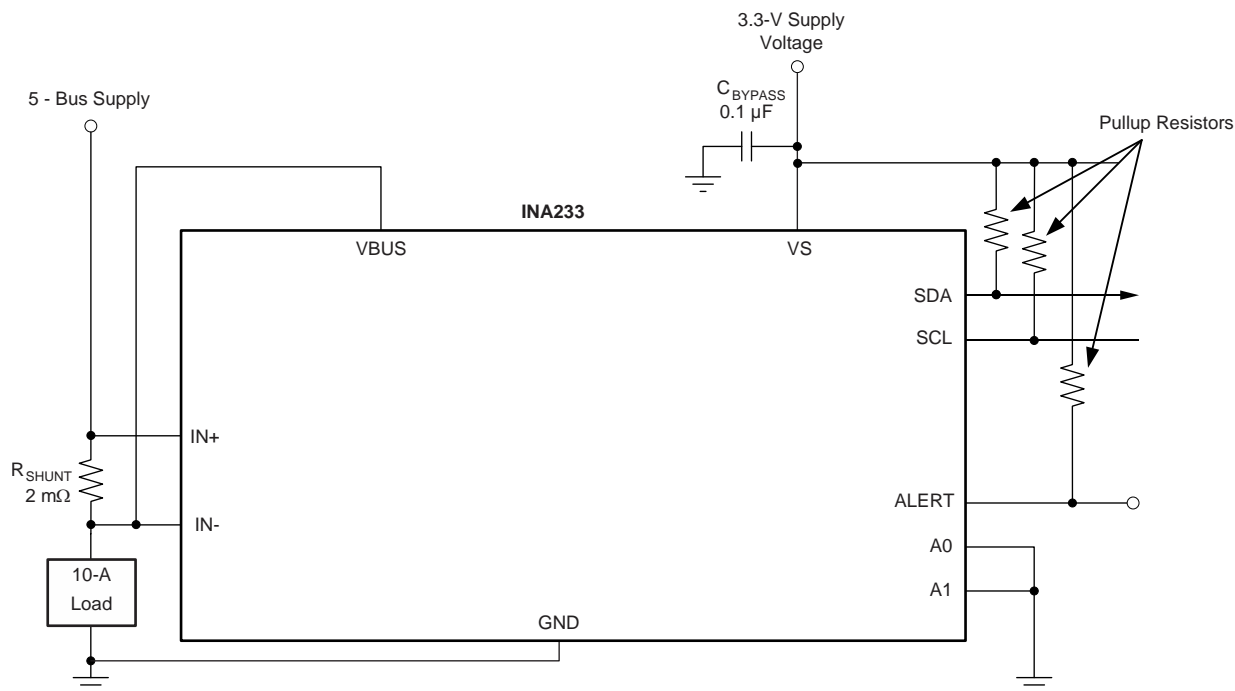 3.3-V Supply
Voltage
5 - Bus Supply
C_BYPASS
0.1 µF
Pullup Resistors
INA233
VBUS
VS
SDA
SCL
IN+
R_SHUNT
2 mΩ
IN-
ALERT
10-A
Load
A0
A1
GND